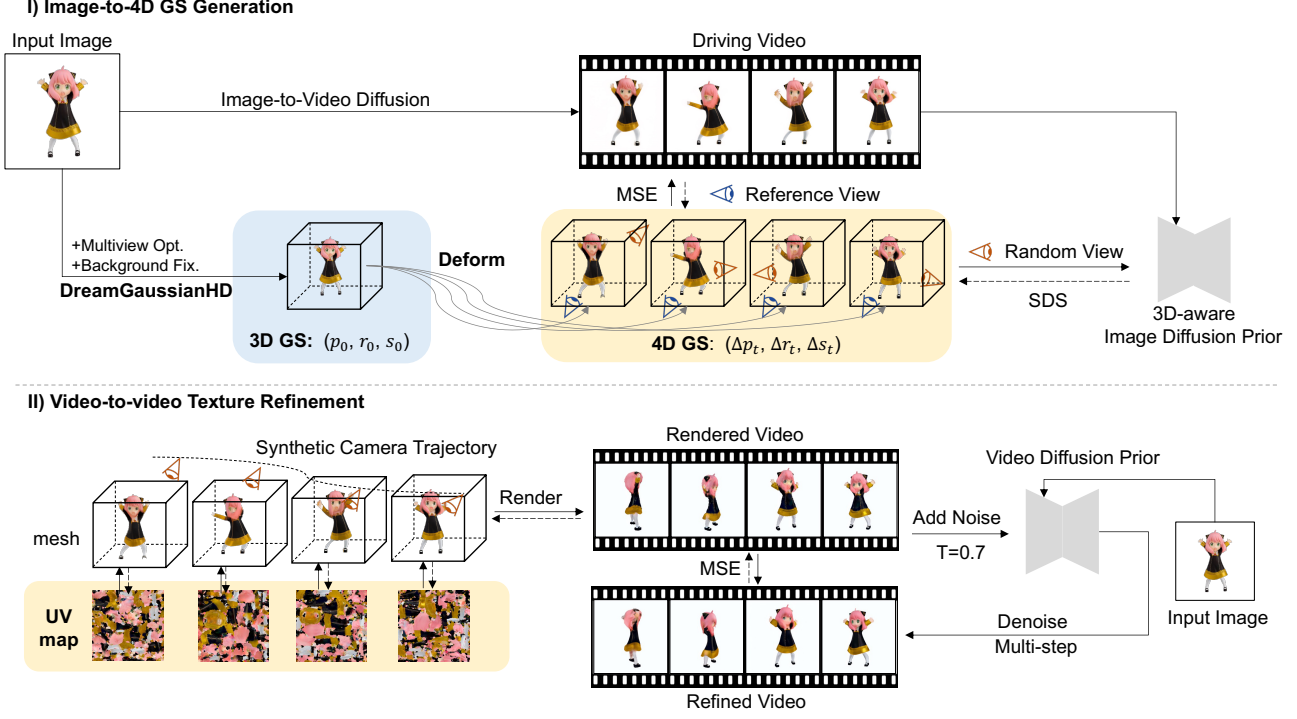 I) Image-to-4D GS Generation
Input Image
Driving Video
Image-to-Video Diffusion
MSE
Reference View
+Multiview Opt.
+Background Fix.
DreamGaussianHD
Deform
Random View
SDS
3D GS: (p₀, r₀, s₀)
4D GS: (Δpₜ, Δrₜ, Δsₜ)
3D-aware
Image Diffusion Prior
II) Video-to-video Texture Refinement
Synthetic Camera Trajectory
Rendered Video
Video Diffusion Prior
Render
mesh
Add Noise
T=0.7
MSE
UV
map
Input Image
Denoise
Multi-step
Refined Video